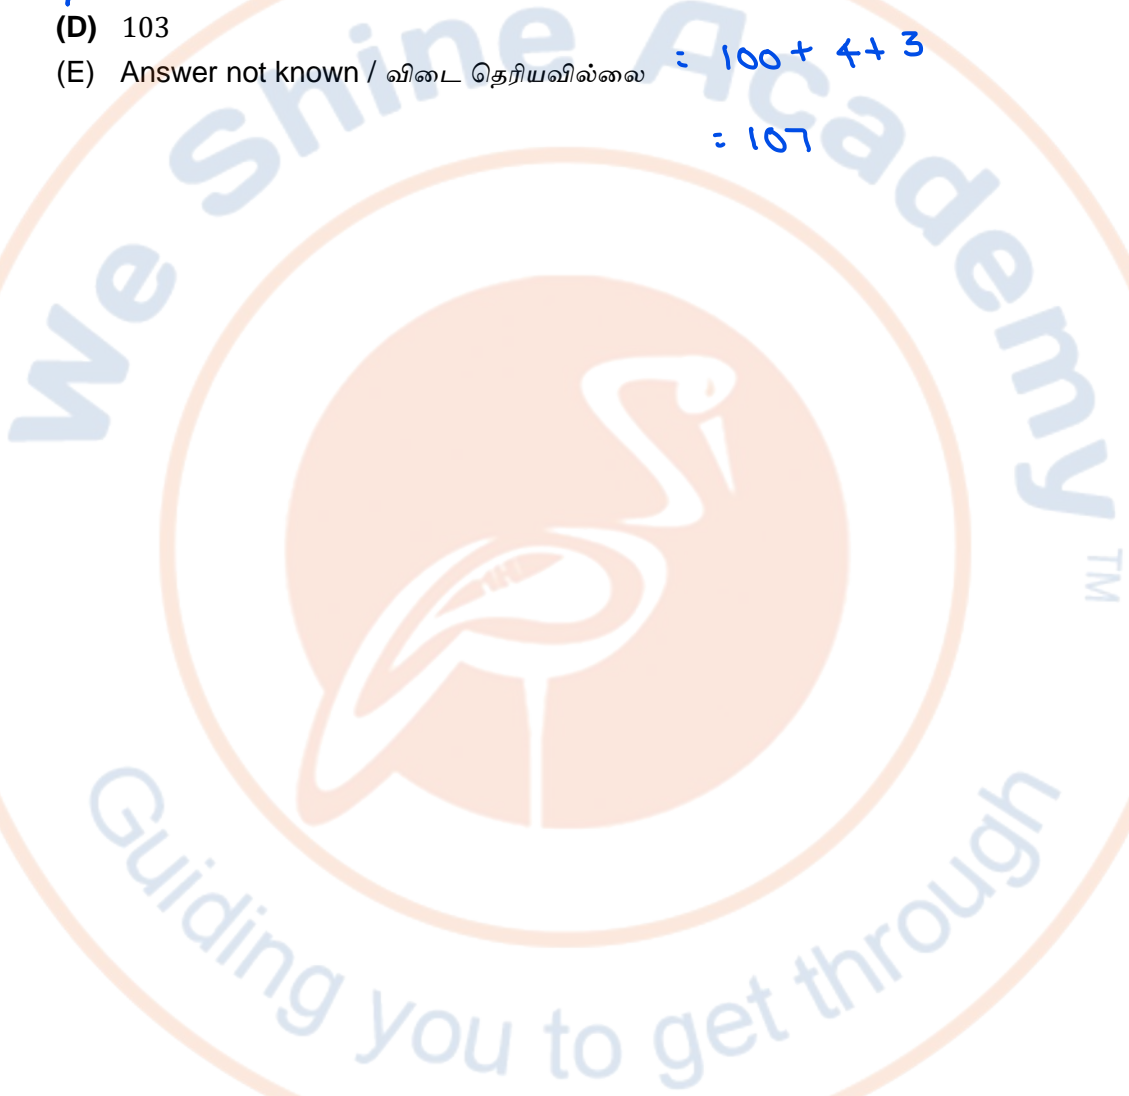 (D) 103
(E) Answer not known / விடை தெரியவில்லை
= 100 + 4 + 3
= 107
We Shine Academy TM
Guiding you to get through